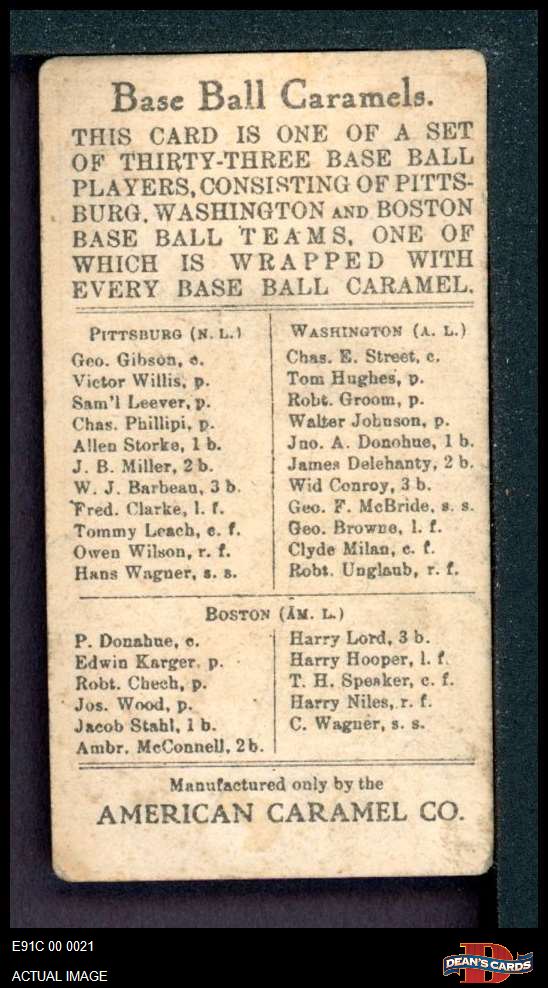 Base Ball Caramels.
THIS CARD IS ONE OF A SET
OF THIRTY-THREE BASE BALL
PLAYERS, CONSISTING OF PITTS-
BURG, WASHINGTON AND BOSTON
BASE BALL TEAMS, ONE OF
WHICH IS WRAPPED WITH
EVERY BASE BALL CARAMEL.
PITTSBURG (N. L.)
Geo. Gibson, c.
Victor Willis, p.
Sam'l Leever, p.
Chas. Phillipi, p.
Allen Storke, 1 b.
J. B. Miller, 2 b.
W. J. Barbeau, 3 b.
Fred. Clarke, l. f.
Tommy Leach, c. f.
Owen Wilson, r. f.
Hans Wagner, s. s.
WASHINGTON (A. L.)
Chas. E. Street, c.
Tom Hughes, p.
Robt. Groom, p.
Walter Johnson, p.
Jno. A. Donohue, 1 b.
James Delehanty, 2 b.
Wid Conroy, 3 b.
Geo. F. McBride, s. s.
Geo. Browne, l. f.
Clyde Milan, c. f.
Robt. Unglaub, r. f.
BOSTON (AM. L.)
P. Donahue, c.
Edwin Karger, p.
Robt. Chech, p.
Jos. Wood, p.
Jacob Stahl, 1 b.
Ambr. McConnell, 2 b.
Harry Lord, 3 b.
Harry Hooper, l. f.
T. H. Speaker, c. f.
Harry Niles, r. f.
C. Wagner, s. s.
Manufactured only by the
AMERICAN CARAMEL CO.
E91C 00 0021
ACTUAL IMAGE
DEAN'S CARDS